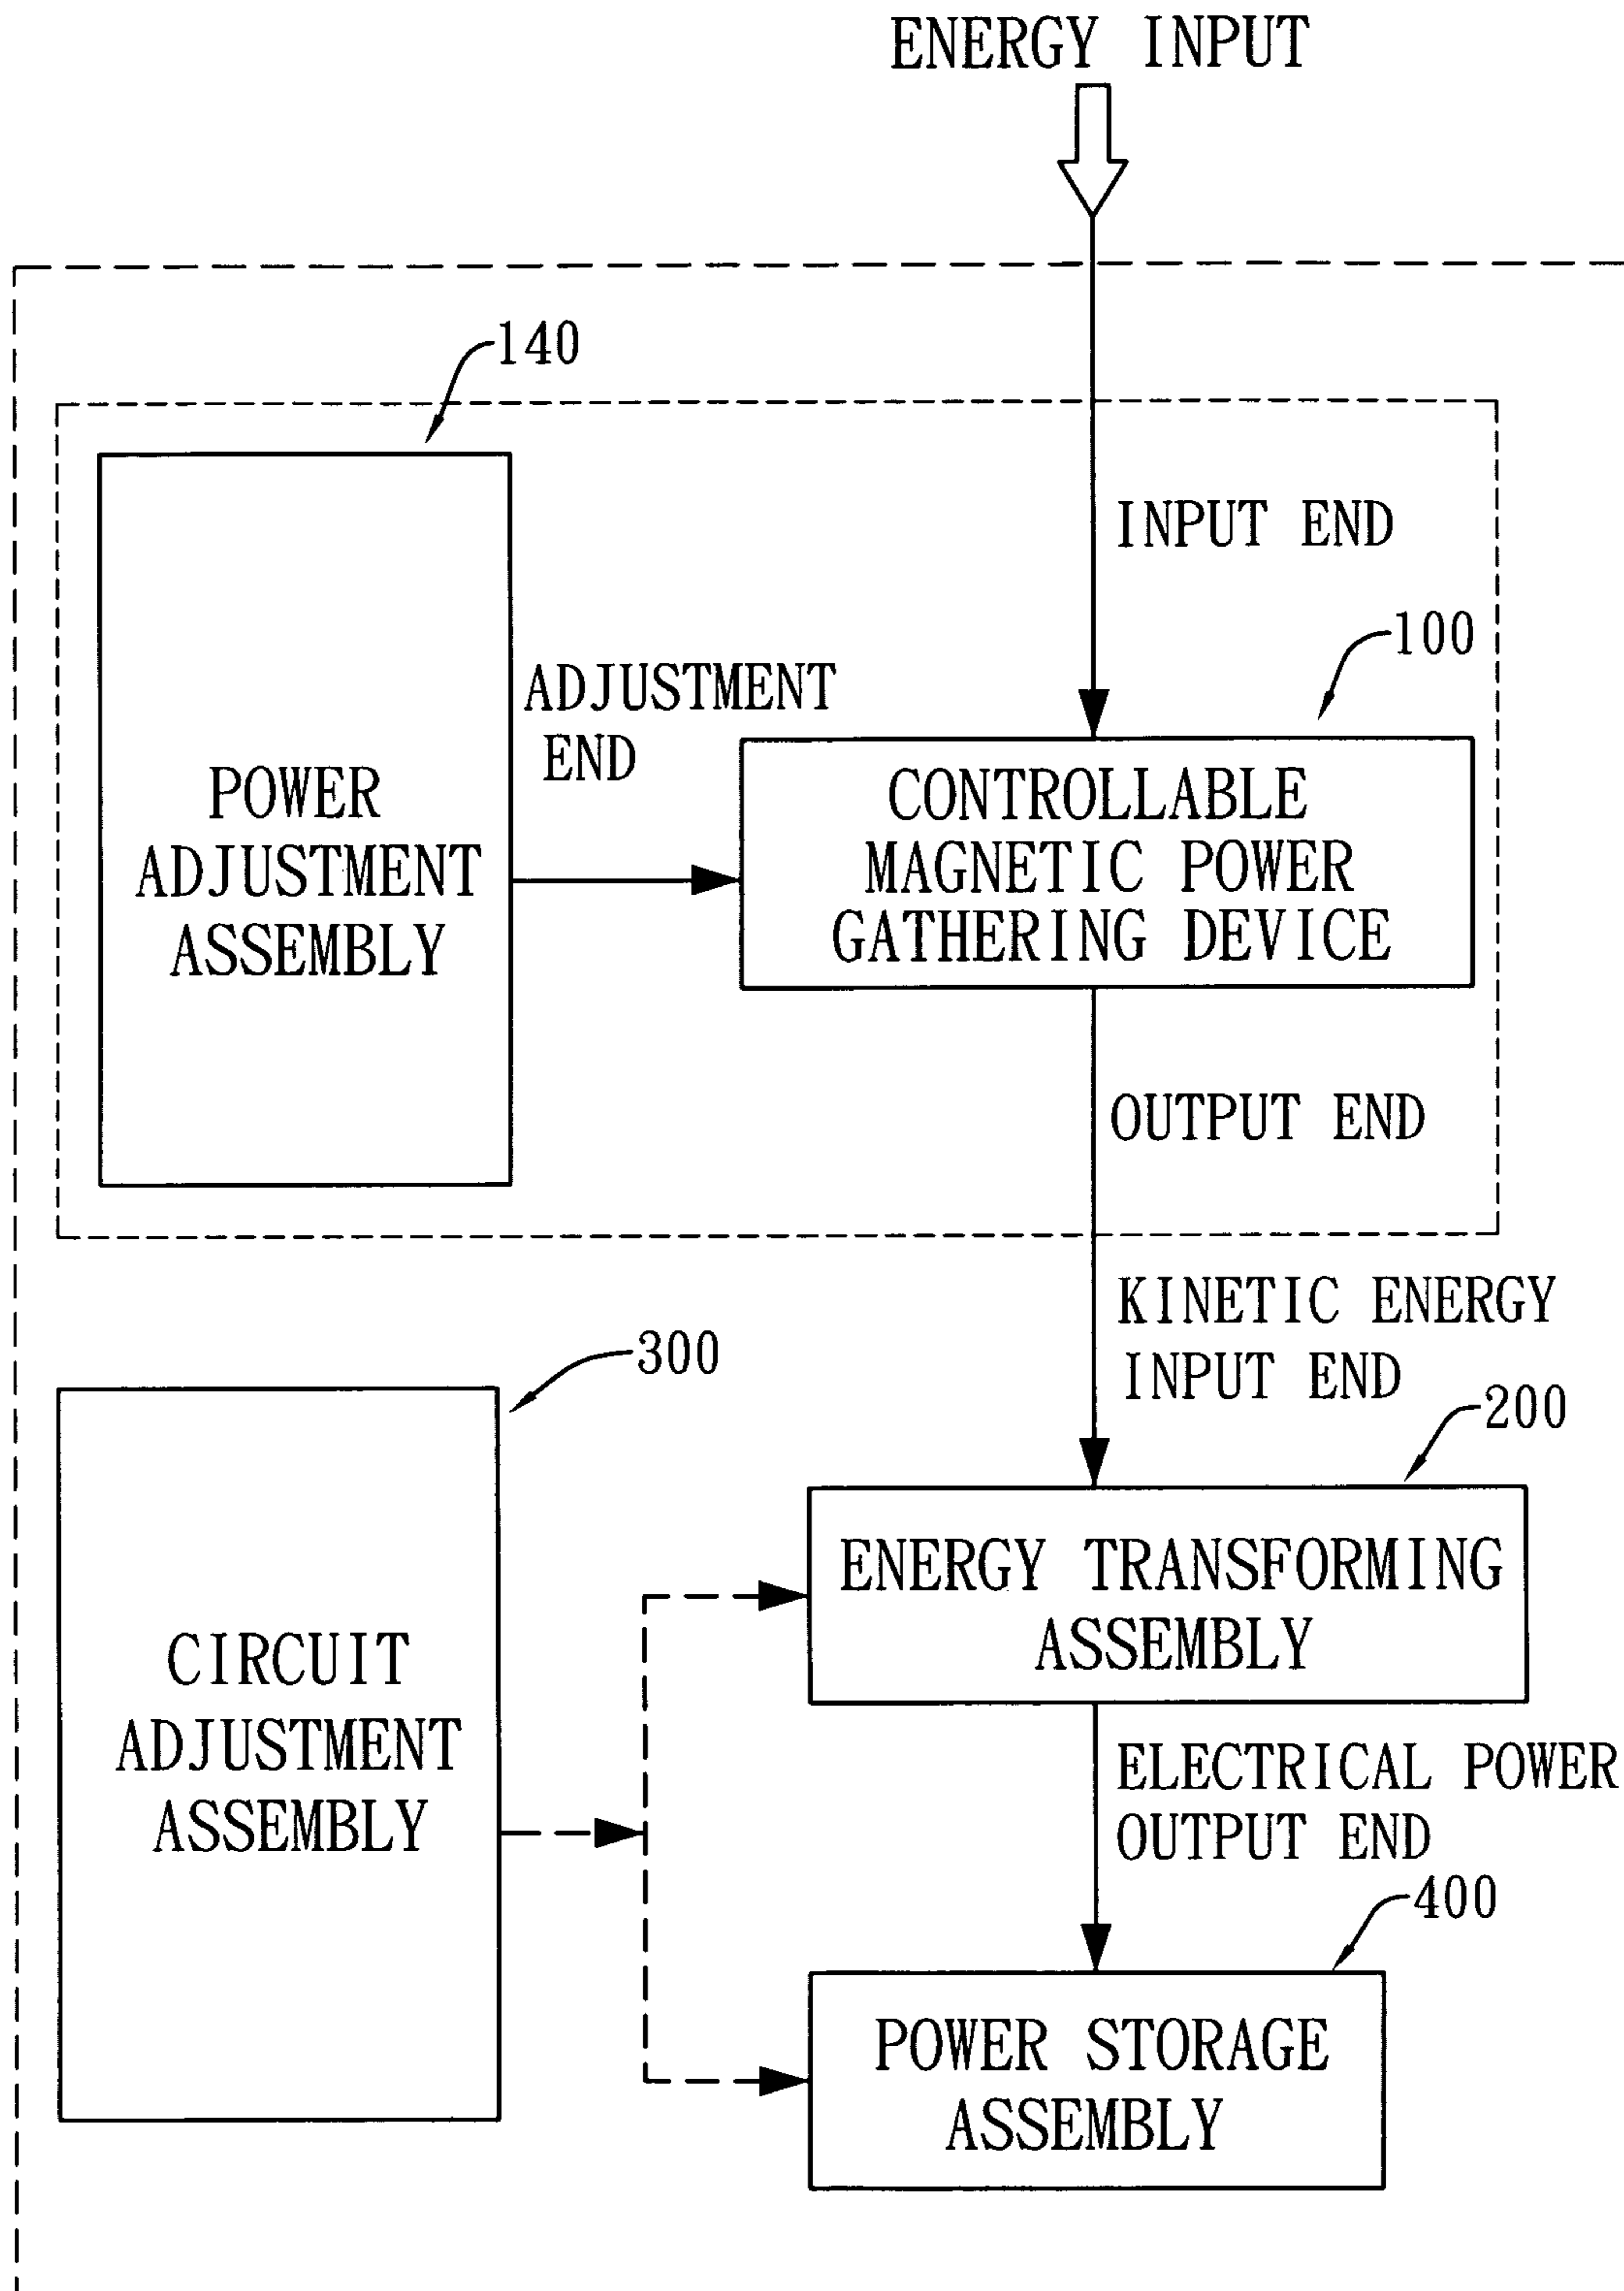 ENERGY INPUT
140
INPUT END
100
ADJUSTMENT
END
POWER
ADJUSTMENT
ASSEMBLY
CONTROLLABLE
MAGNETIC POWER
GATHERING DEVICE
OUTPUT END
KINETIC ENERGY
INPUT END
300
200
ENERGY TRANSFORMING
ASSEMBLY
CIRCUIT
ADJUSTMENT
ASSEMBLY
ELECTRICAL POWER
OUTPUT END
400
POWER STORAGE
ASSEMBLY